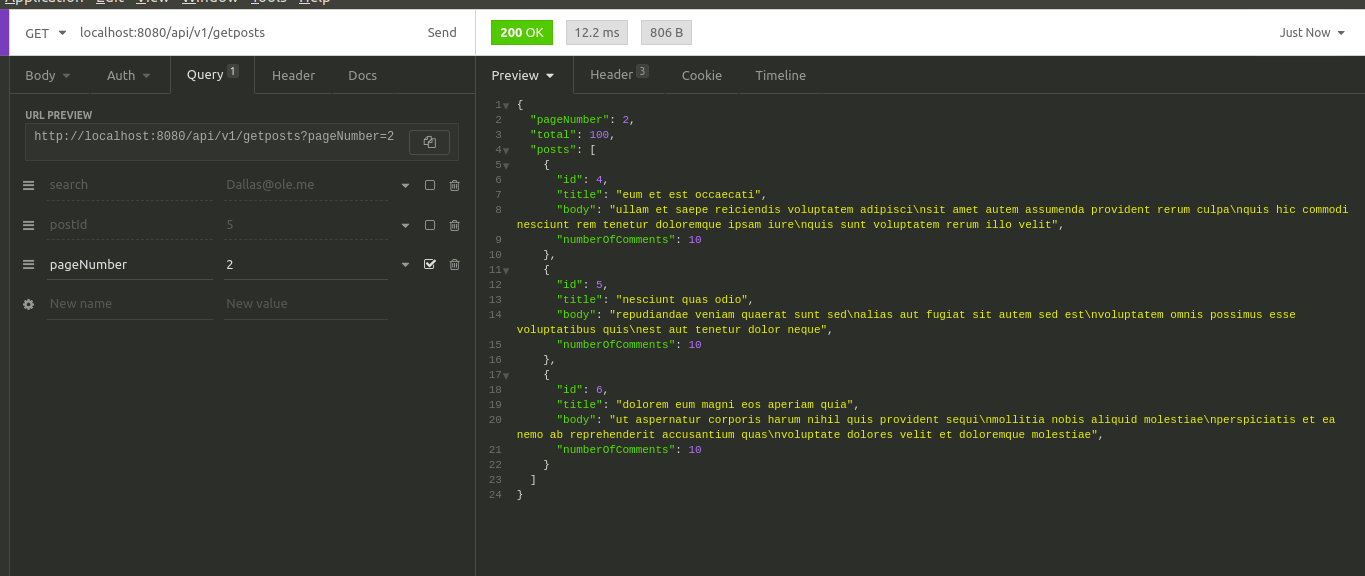 Application Edit View Window Tools Help
GET localhost:8080/api/v1/getposts Send 200 OK 12.2 ms 806 B Just Now
Body Auth Query 1 Header Docs Preview Header 3 Cookie Timeline
URL PREVIEW
http://localhost:8080/api/v1/getposts?pageNumber=2
search Dallas@ole.me
postId 5
pageNumber 2
New name New value
1 {
2 "pageNumber": 2,
3 "total": 100,
4 "posts": [
5 {
6 "id": 4,
7 "title": "eum et est occaecati",
8 "body": "ullam et saepe reiciendis voluptatem adipisci\nsit amet autem assumenda provident rerum culpa\nquis hic commodi
nesciunt rem tenetur doloremque ipsam iure\nquis sunt voluptatem rerum illo velit",
9 "numberOfComments": 10
10 },
11 {
12 "id": 5,
13 "title": "nesciunt quas odio",
14 "body": "repudiandae veniam quaerat sunt sed\nalias aut fugiat sit autem sed est\nvoluptatem omnis possimus esse
voluptatibus quis\nest aut tenetur dolor neque",
15 "numberOfComments": 10
16 },
17 {
18 "id": 6,
19 "title": "dolorem eum magni eos aperiam quia",
20 "body": "ut aspernatur corporis harum nihil quis provident sequi\nmollitia nobis aliquid molestiae\nperspiciatis et ea
nemo ab reprehenderit accusantium quas\nvoluptate dolores velit et doloremque molestiae",
21 "numberOfComments": 10
22 }
23 ]
24 }